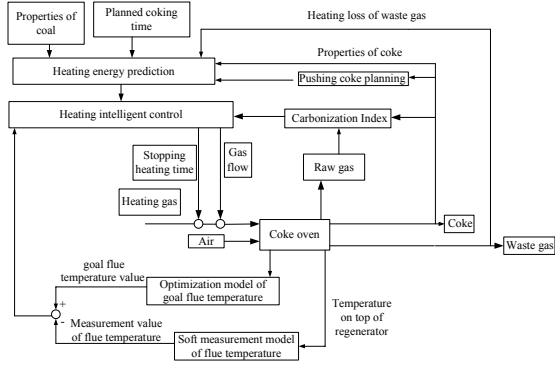 Properties of
coal
Planned coking
time
Heating loss of waste gas
Properties of coke
Heating energy prediction
Pushing coke planning
Heating intelligent control
Carbonization Index
Stopping
heating time
Gas
flow
Raw gas
Heating gas
Air
Coke oven
Coke
Waste gas
goal flue
temperature value
Optimization model of
goal flue temperature
+
-
Measurement value
of flue temperature
Soft measurement model
of flue temperature
Temperature
on top of
regenerator